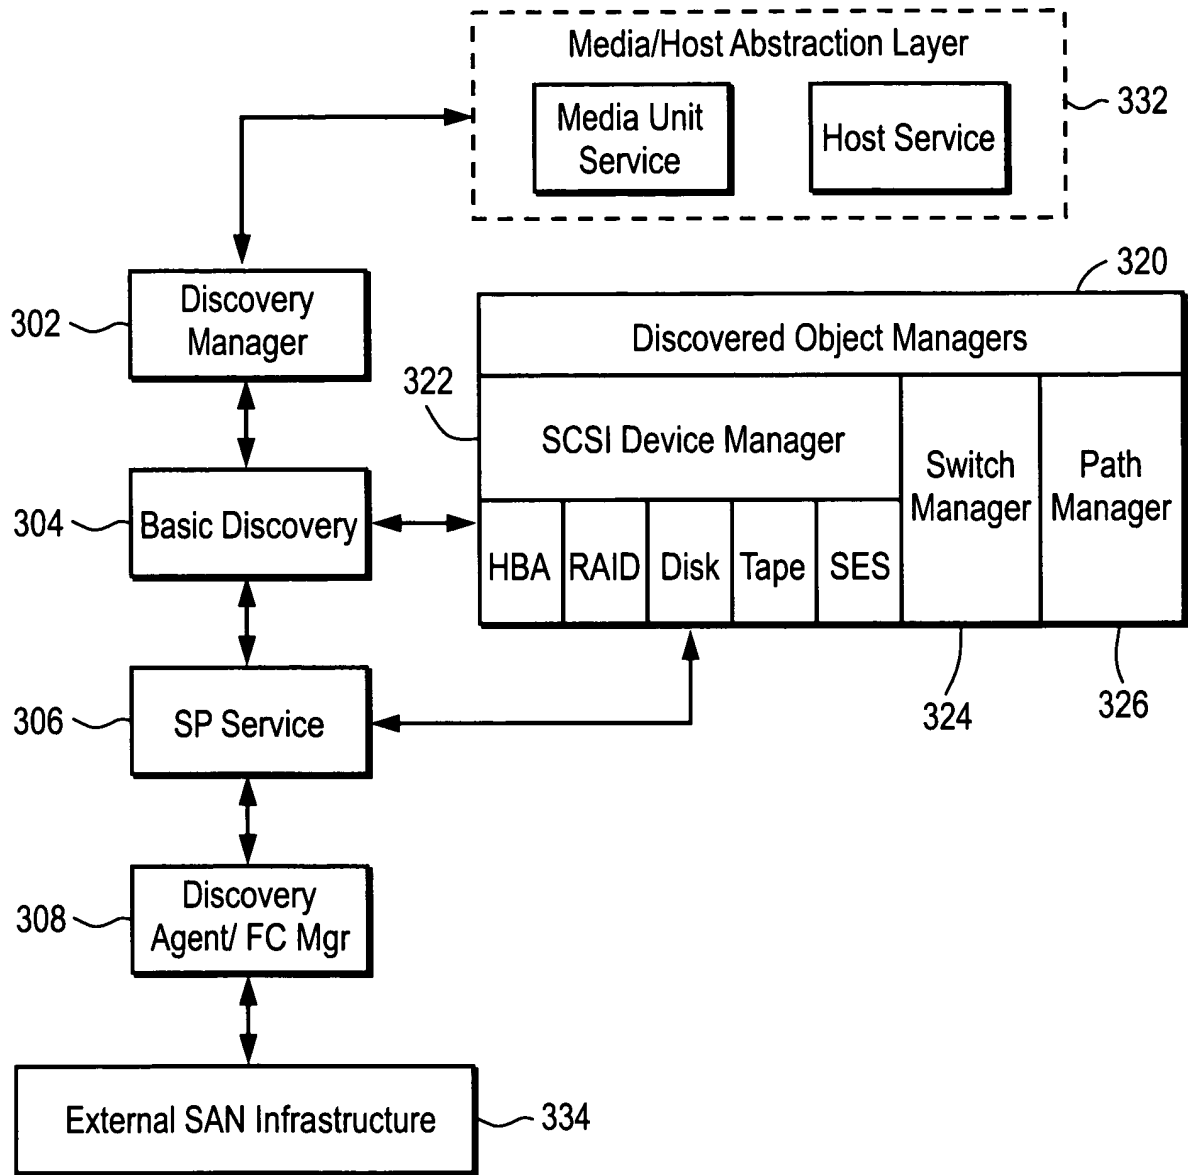 Media/Host Abstraction Layer
Media Unit
Service
Host Service
332
Discovery
Manager
302
320
Discovered Object Managers
322
SCSI Device Manager
Switch
Manager
Path
Manager
304
Basic Discovery
HBA
RAID
Disk
Tape
SES
306
SP Service
324
326
308
Discovery
Agent/ FC Mgr
External SAN Infrastructure
334